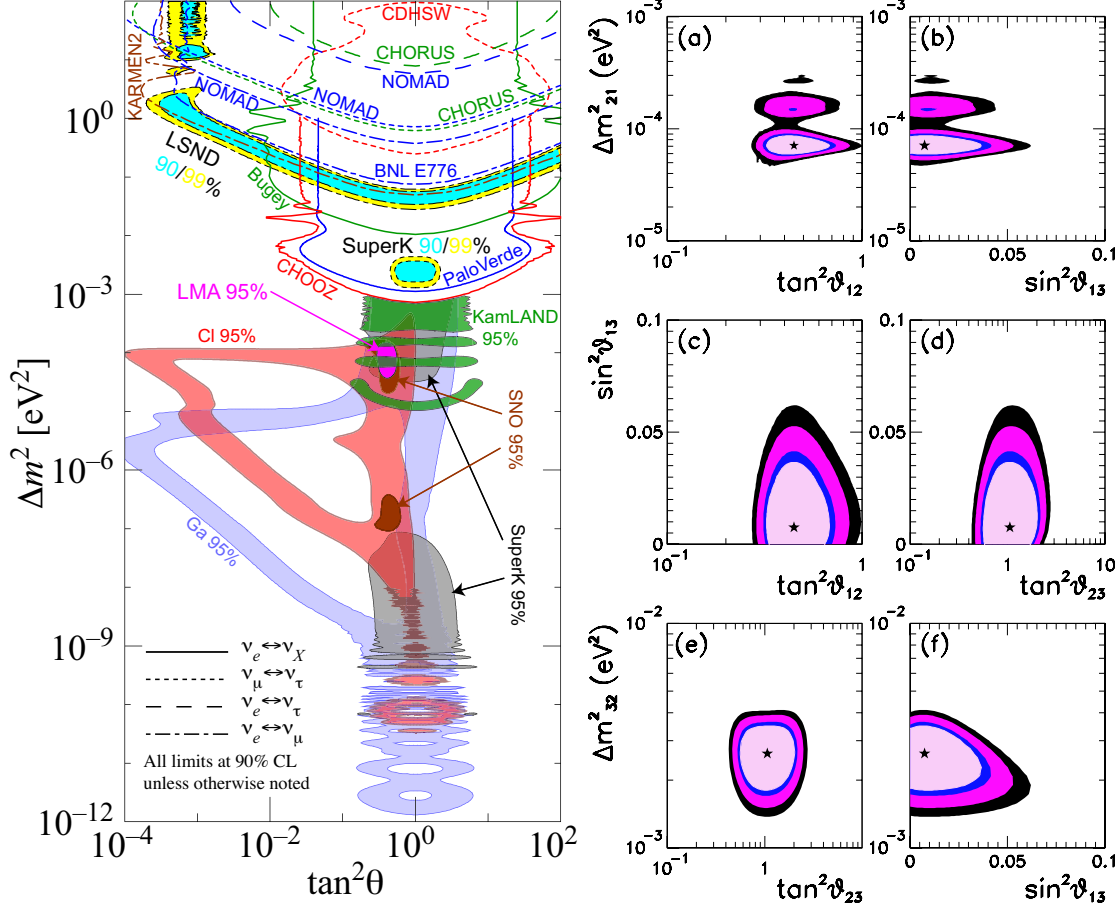 CDHSW
CHORUS
NOMAD
NOMAD
NOMAD
CHORUS
KARMEN2
LSND
90/99%
BNL E776
Bugey
SuperK 90/99%
CHOOZ
PaloVerde
LMA 95%
KamLAND
95%
Cl 95%
SNO 95%
Ga 95%
SuperK 95%
νe↔νX
νμ↔ντ
νe↔ντ
νe↔νμ
All limits at 90% CL
unless otherwise noted
Δm² [eV²]
10⁰
10⁻³
10⁻⁶
10⁻⁹
10⁻¹²
10⁻⁴ 10⁻² 10⁰ 10²
tan²θ
(a)
Δm²₂₁ (eV²)
10⁻³
10⁻⁴
10⁻⁵
10⁻¹ 1
tan²ϑ₁₂
(b)
10⁻³
10⁻⁴
10⁻⁵
0 0.05 0.1
sin²ϑ₁₃
(c)
sin²ϑ₁₃
0.1
0.05
0
10⁻¹ 1
tan²ϑ₁₂
(d)
0.1
0.05
0
10⁻¹ 1 10
tan²ϑ₂₃
(e)
Δm²₃₂ (eV²)
10⁻²
10⁻³
10⁻¹ 1
tan²ϑ₂₃
(f)
10⁻²
10⁻³
0 0.05 0.1
sin²ϑ₁₃